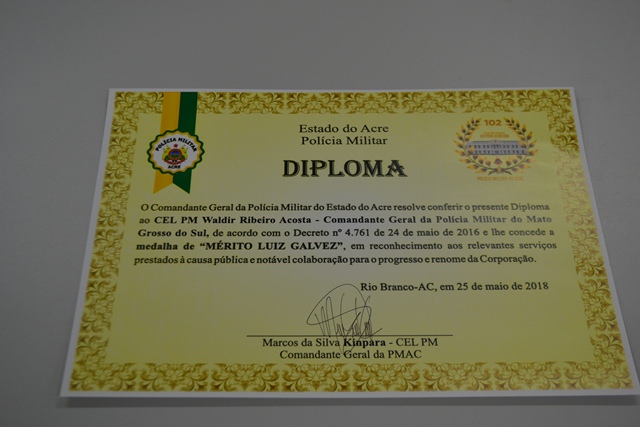 Estado do Acre
Polícia Militar
DIPLOMA
POLÍCIA MILITAR
ACRE
102
O Comandante Geral da Polícia Militar do Estado do Acre resolve conferir o presente Diploma
ao CEL PM Waldir Ribeiro Acosta - Comandante Geral da Polícia Militar do Mato
Grosso do Sul, de acordo com o Decreto nº 4.761 de 24 de maio de 2016 e lhe concede a
medalha de “MÉRITO LUIZ GALVEZ”, em reconhecimento aos relevantes serviços
prestados à causa pública e notável colaboração para o progresso e renome da Corporação.
Rio Branco-AC, em 25 de maio de 2018
Marcos da Silva Kinpara - CEL PM
Comandante Geral da PMAC